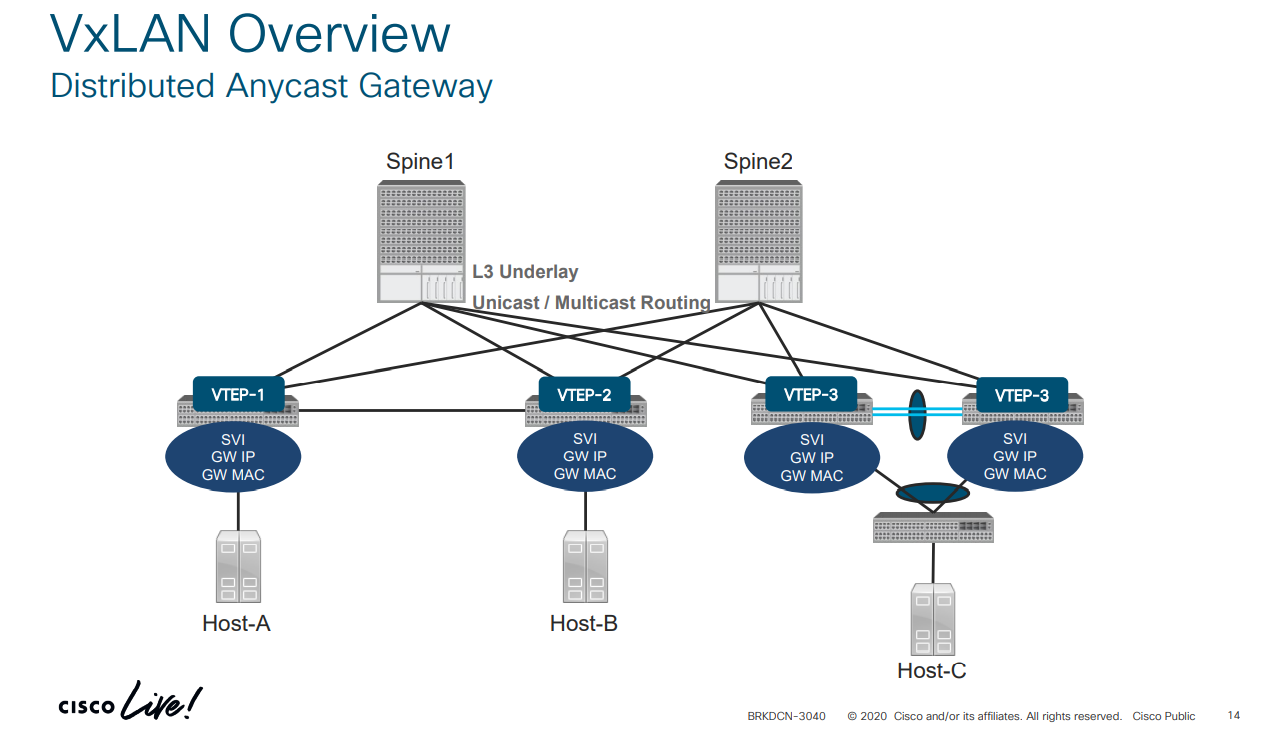 VxLAN Overview
Distributed Anycast Gateway
Spine1
Spine2
L3 Underlay
Unicast / Multicast Routing
VTEP-1
VTEP-2
VTEP-3
VTEP-3
SVI
GW IP
GW MAC
SVI
GW IP
GW MAC
SVI
GW IP
GW MAC
SVI
GW IP
GW MAC
Host-A
Host-B
Host-C
CISCO Live!
BRKDCN-3040 © 2020 Cisco and/or its affiliates. All rights reserved. Cisco Public 14